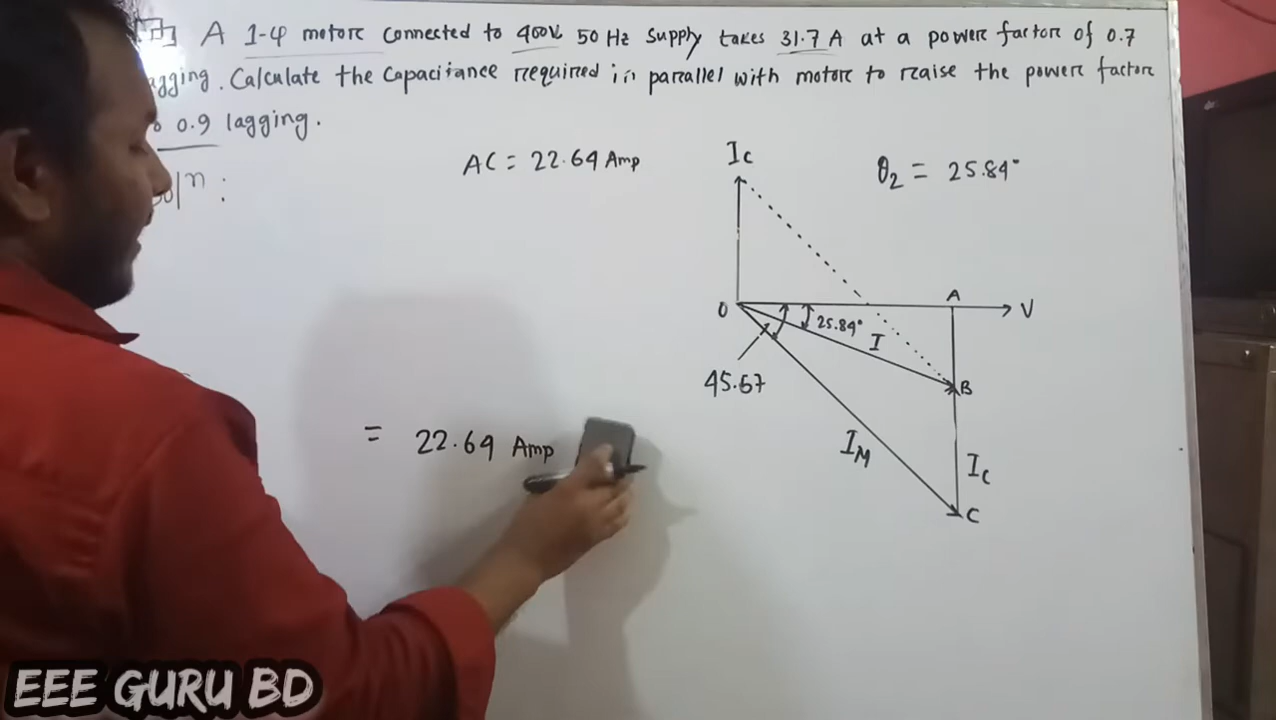 A 1-φ motor connected to 400V 50 Hz supply takes 31.7 A at a power factor of 0.7
gging. Calculate the capacitance required in parallel with motor to raise the power factor
0.9 lagging.
ol^n :
AC = 22.64 Amp
Ic
θ2 = 25.84°
O
A
V
25.84°
I
B
45.57
= 22.64 Amp
IM
Ic
C
EEE GURU BD